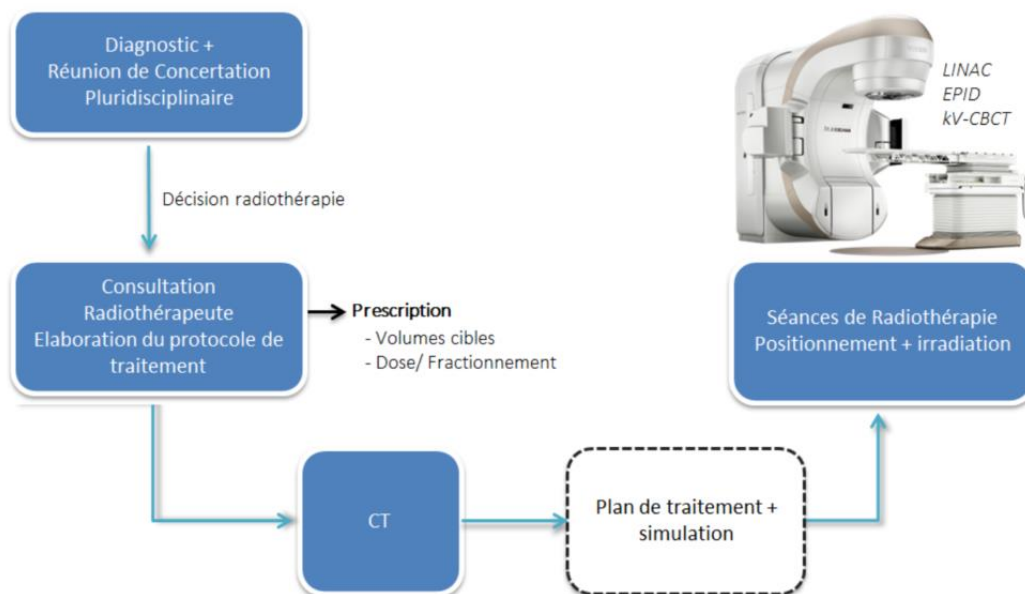 Diagnostic +
Réunion de Concertation
Pluridisciplinaire
LINAC
EPID
kV-CBCT
Décision radiothérapie
Consultation
Radiothérapeute
Elaboration du protocole de
traitement
Prescription
- Volumes cibles
- Dose/ Fractionnement
Séances de Radiothérapie
Positionnement + irradiation
CT
Plan de traitement +
simulation